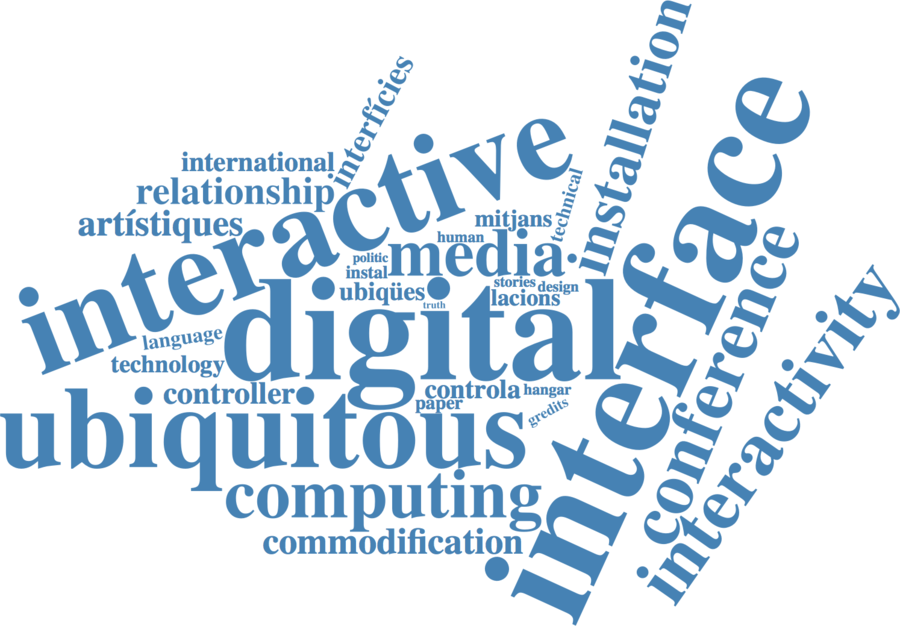 installation
interfícies
interface
interactive
international
relationship
artístiques
technical
mitjans
human
media
politic
instal
ubiqües
stories
design
lacions
truth
digital
conference
interactivity
language
technology
controller
controla
hangar
paper
gredits
ubiquitous
computing
commodification